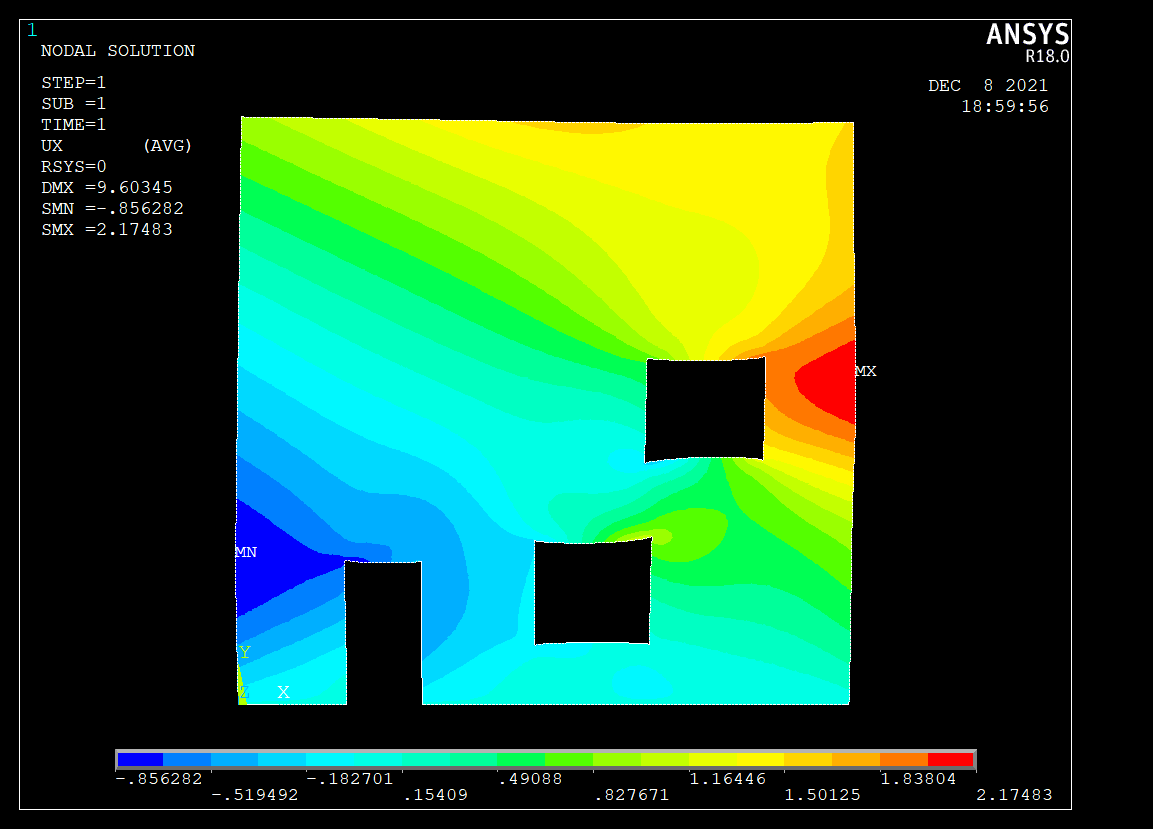 1
ANSYS
R18.0
NODAL SOLUTION
DEC 8 2021
18:59:56
STEP=1
SUB =1
TIME=1
UX (AVG)
RSYS=0
DMX =9.60345
SMN =-.856282
SMX =2.17483
MX
MN
Y
Z X
-.856282 -.182701 .49088 1.16446 1.83804
-.519492 .15409 .827671 1.50125 2.17483